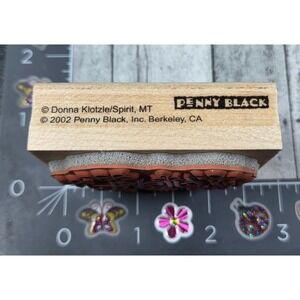 PENNY BLACK
© Donna Klotzle/Spirit, MT
© 2002 Penny Black, Inc. Berkeley, CA
3
2
1
0
0 1 2 3